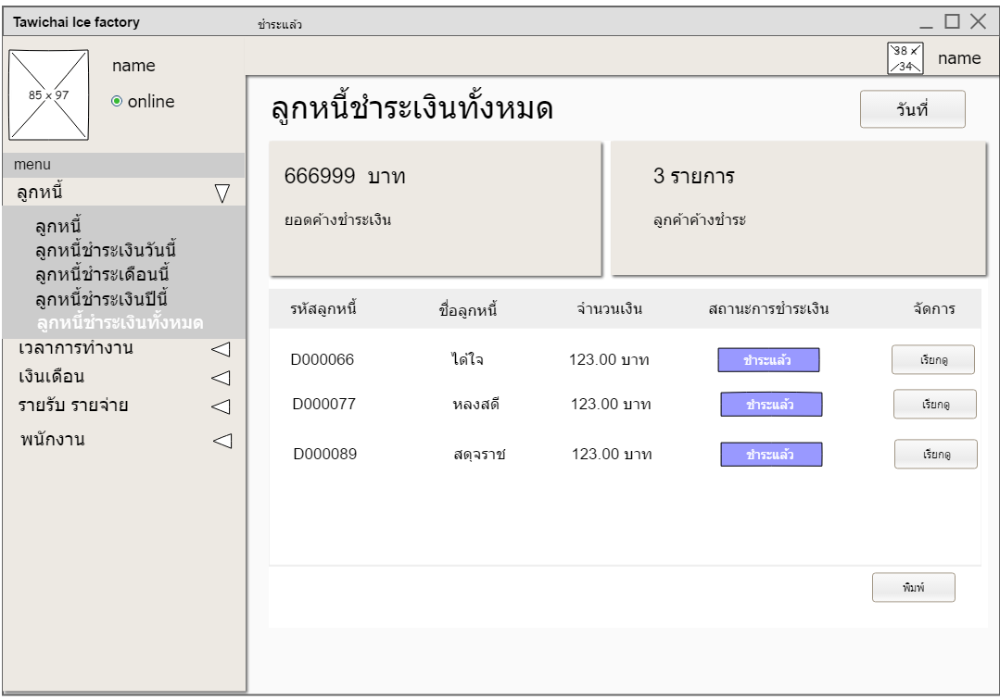 Tawichai Ice factory
ชำระแล้ว
85 x 97
name
online
38 x 34
name
menu
ลูกหนี้
ลูกหนี้
ลูกหนี้ชำระเงินวันนี้
ลูกหนี้ชำระเดือนนี้
ลูกหนี้ชำระเงินปีนี้
ลูกหนี้ชำระเงินทั้งหมด
เวลาการทำงาน
เงินเดือน
รายรับ รายจ่าย
พนักงาน
ลูกหนี้ชำระเงินทั้งหมด
วันที่
666999 บาท
ยอดค้างชำระเงิน
3 รายการ
ลูกค้าค้างชำระ
รหัสลูกหนี้ ชื่อลูกหนี้ จำนวนเงิน สถานะการชำระเงิน จัดการ
D000066 ได้ใจ 123.00 บาท ชำระแล้ว เรียกดู
D000077 หลงสดี 123.00 บาท ชำระแล้ว เรียกดู
D000089 สดุจราช 123.00 บาท ชำระแล้ว เรียกดู
พิมพ์